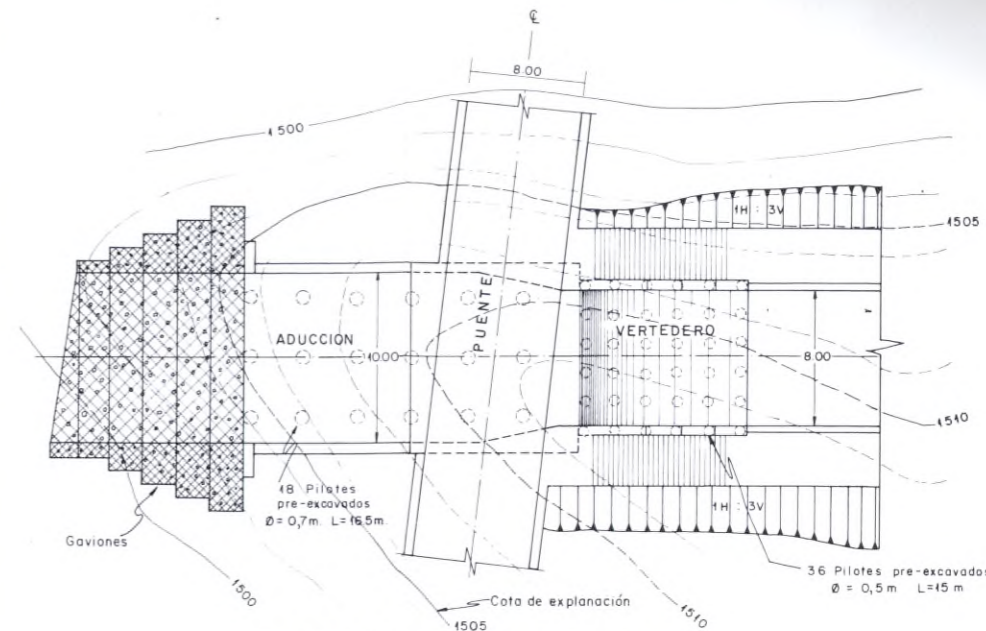 ℄
8.00
1500
1H : 3V
1505
PUENTE
ADUCCION
10.00
VERTEDERO
8.00
1510
18 Pilotes
pre-excavados
Ø = 0,7m. L= 16.5m.
1H : 3V
Gaviones
36 Pilotes pre-excavados
Ø = 0,5 m L=15 m
1500
Cota de explanación
1510
1505